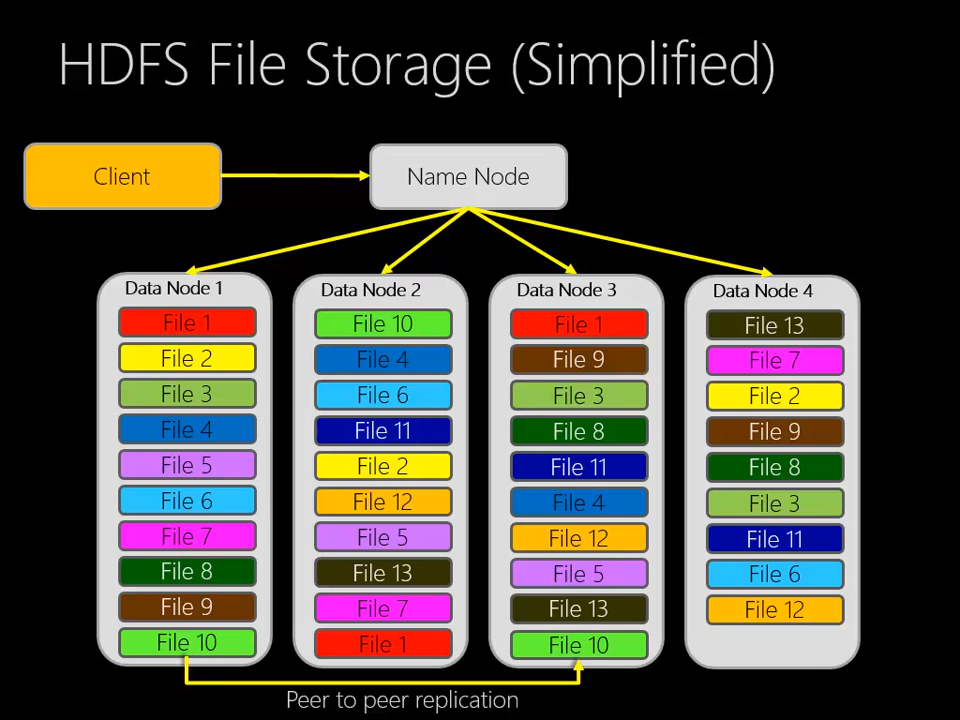 HDFS File Storage (Simplified)
Client
Name Node
Data Node 1
File 1
File 2
File 3
File 4
File 5
File 6
File 7
File 8
File 9
File 10
Data Node 2
File 10
File 4
File 6
File 11
File 2
File 12
File 5
File 13
File 7
File 1
Data Node 3
File 1
File 9
File 3
File 8
File 11
File 4
File 12
File 5
File 13
File 10
Data Node 4
File 13
File 7
File 2
File 9
File 8
File 3
File 11
File 6
File 12
Peer to peer replication